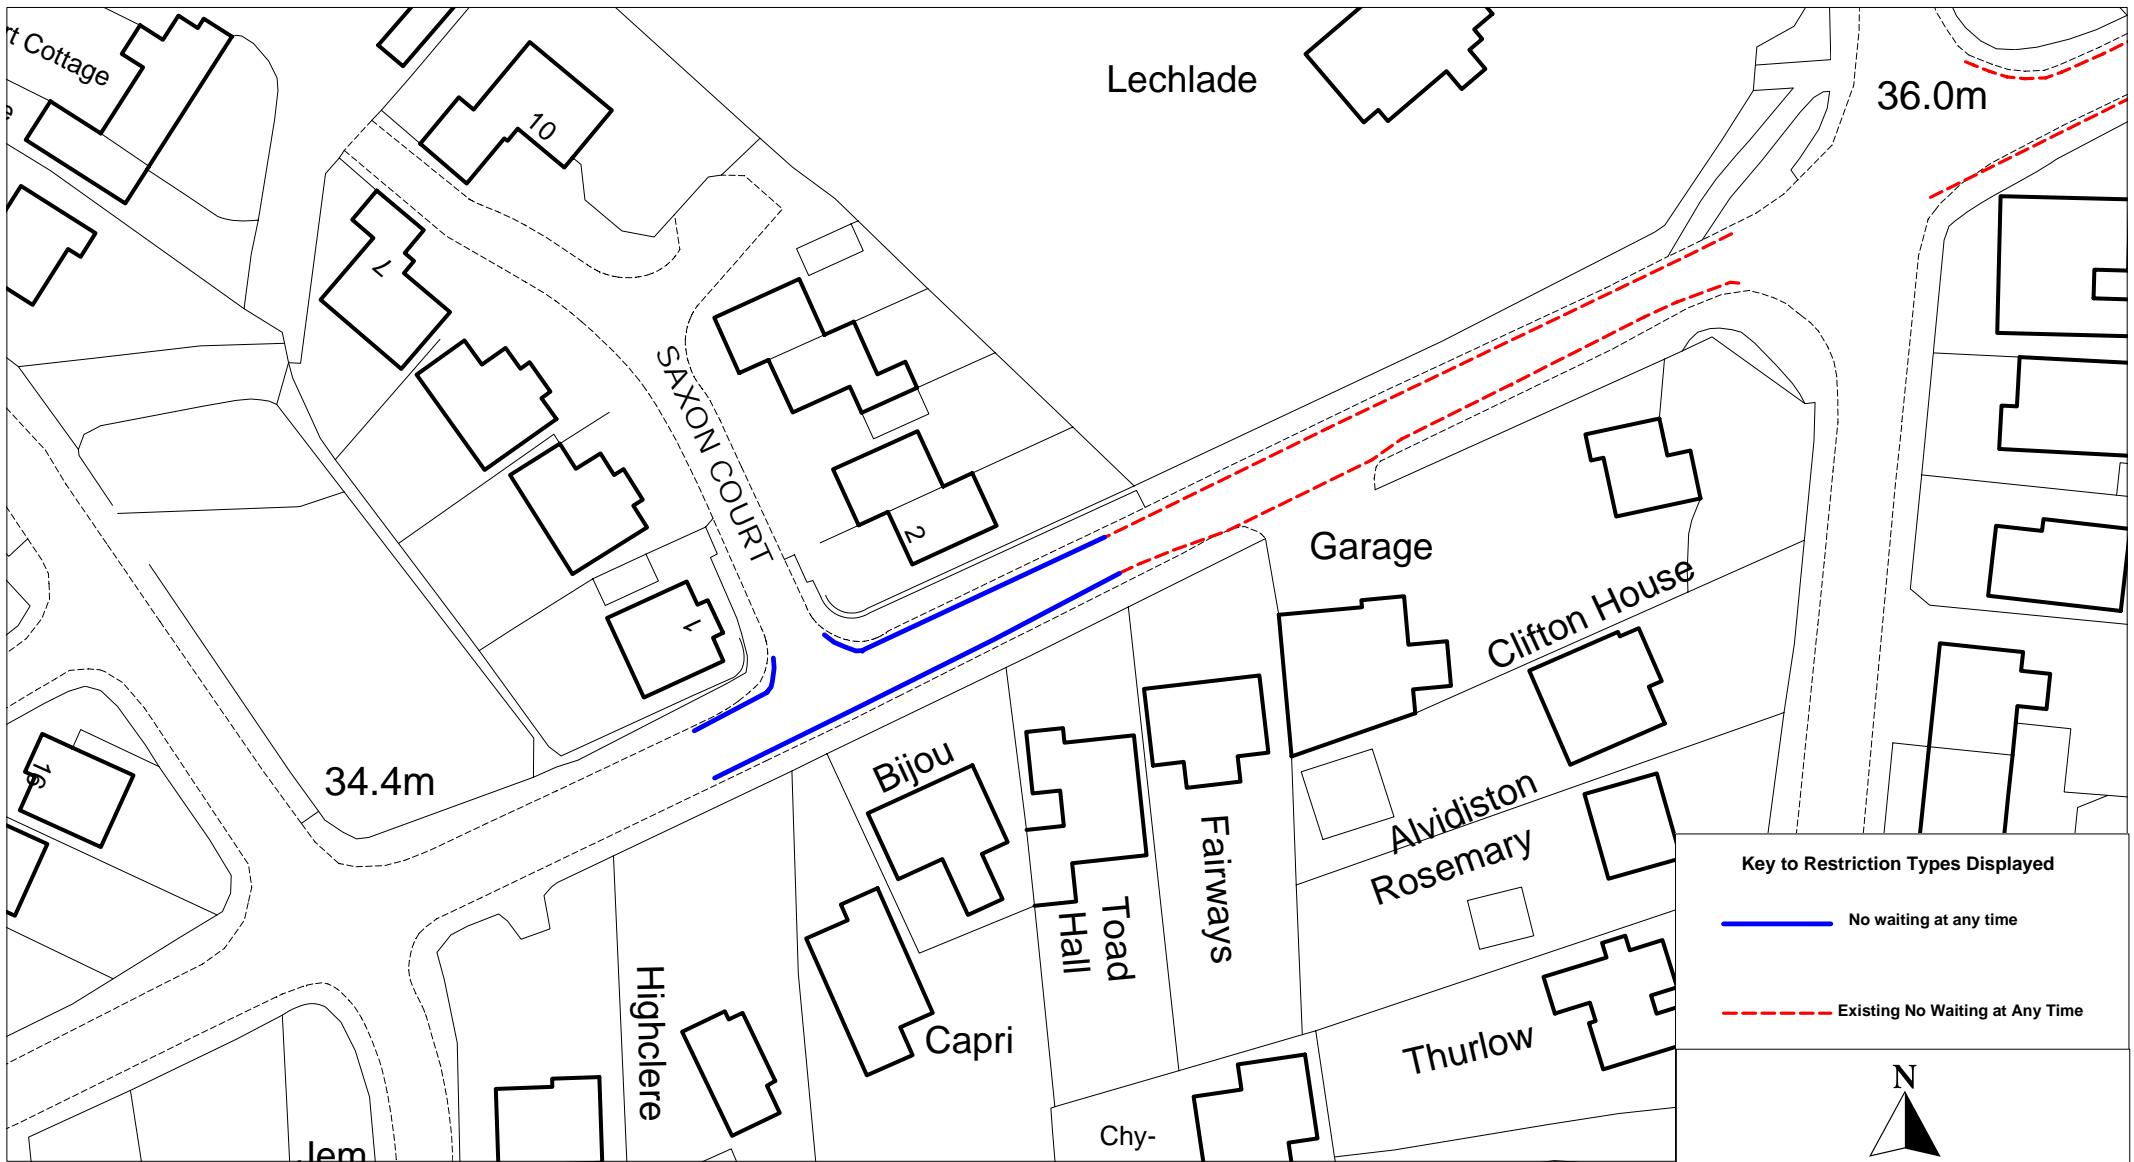 rt Cottage
10
Lechlade
36.0m
7
SAXON COURT
2
1
Garage
Clifton House
16
34.4m
Bijou
Alvidiston
Rosemary
Fairways
Toad
Hall
Highclere
Capri
Thurlow
Chy-
Jem
Key to Restriction Types Displayed
No waiting at any time
Existing No Waiting at Any Time
N